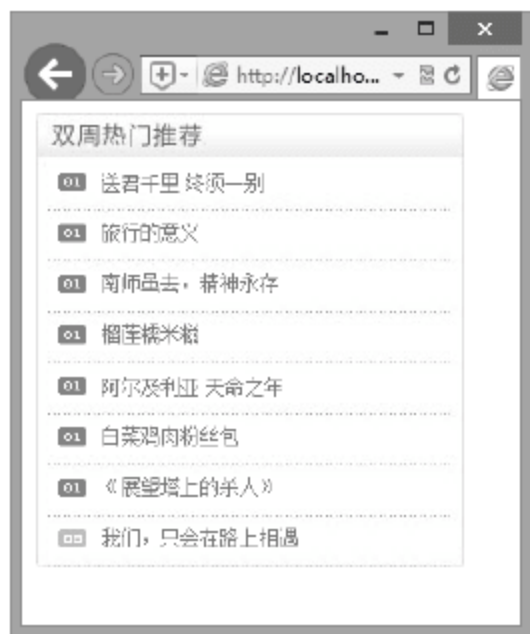 http://localho...
双周热门推荐
01 送君千里 终须一别
01 旅行的意义
01 南师虽去，精神永存
01 榴莲糯米糍
01 阿尔及利亚 天命之年
01 白菜鸡肉粉丝包
01 《展望塔上的杀人》
我们，只会在路上相遇